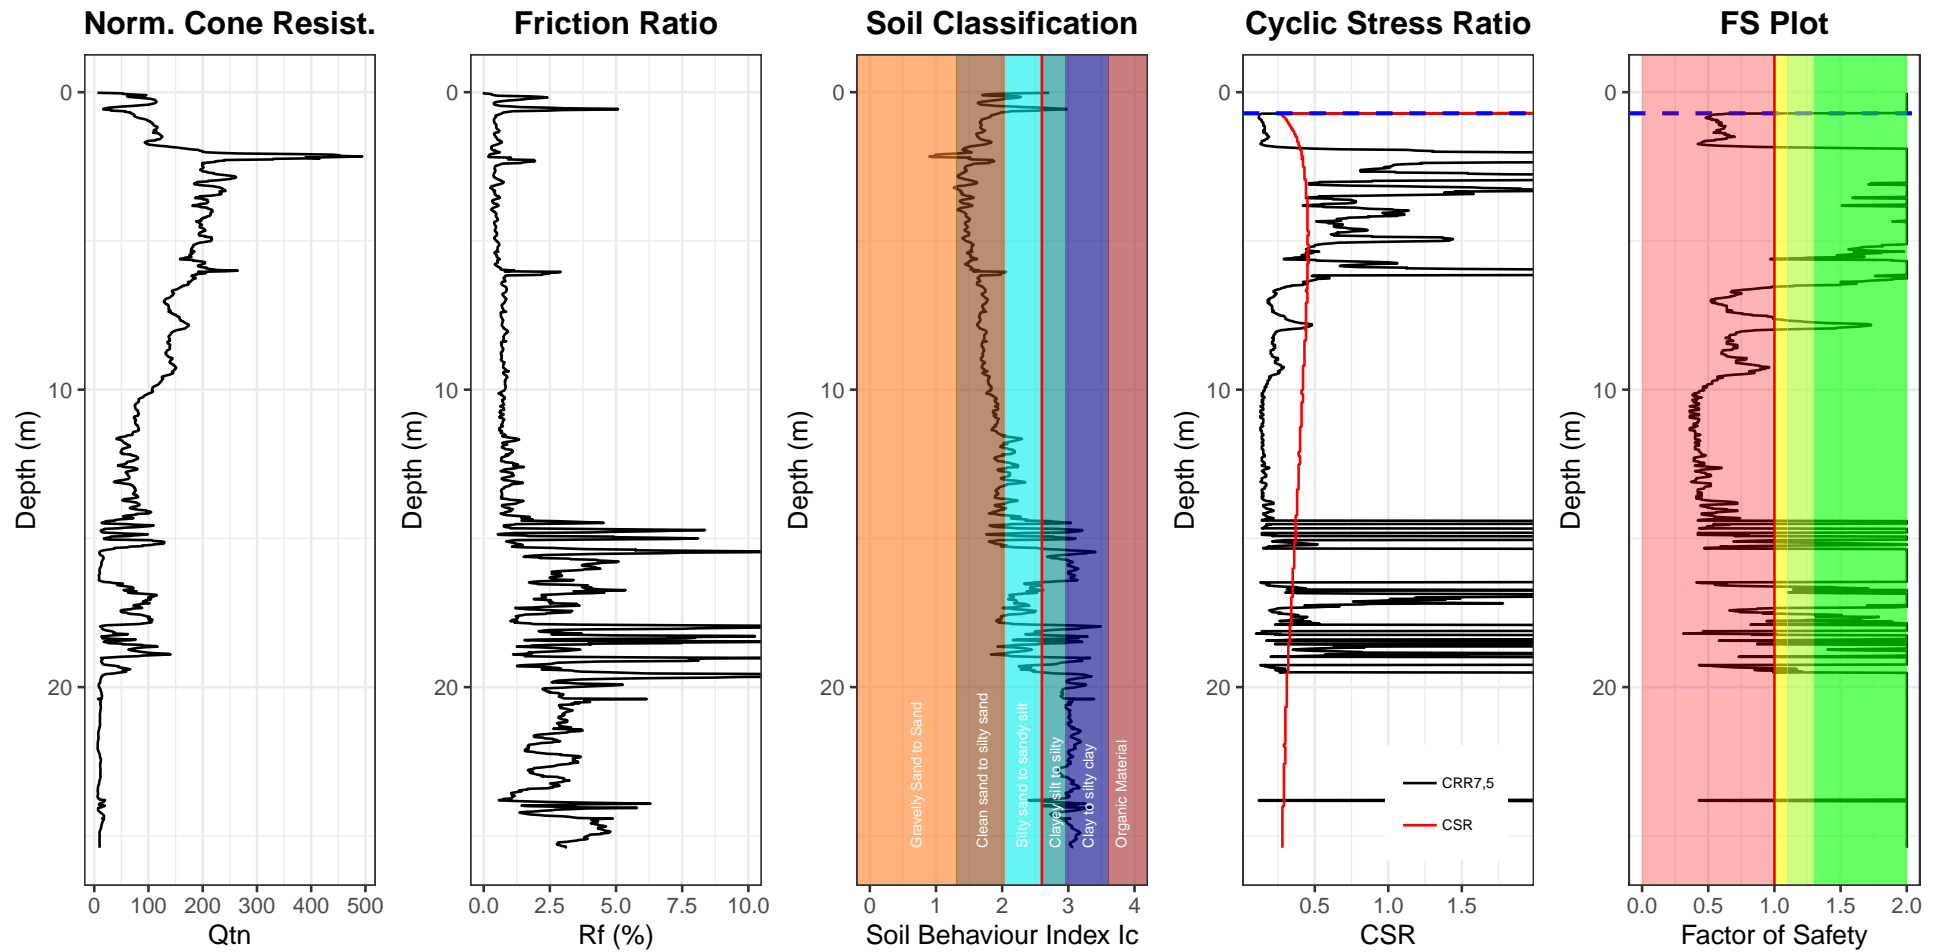 Norm. Cone Resist.
Friction Ratio
Soil Classification
Cyclic Stress Ratio
FS Plot
Depth (m)
0
10
20
0
100
200
300
400
500
Qtn
Depth (m)
0
10
20
0.0
2.5
5.0
7.5
10.0
Rf (%)
Depth (m)
0
10
20
Gravelly Sand to Sand
Clean sand to silty sand
Silty sand to sandy silt
Clayey silt to silty
Clay to silty clay
Organic Material
0
1
2
3
4
Soil Behaviour Index Ic
Depth (m)
0
10
20
CRR7,5
CSR
0.5
1.0
1.5
CSR
Depth (m)
0
10
20
0.0
0.5
1.0
1.5
2.0
Factor of Safety